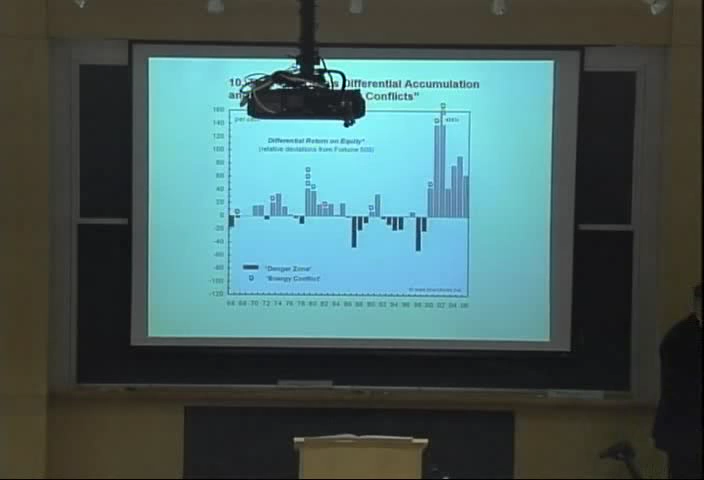 10. Differential Accumulation
Conflicts"
160
140
120
100
80
60
40
20
0
-20
-40
-60
-80
-100
-120
Differential Return on Equity*
(relative deviations from Fortune 500)
'Danger Zone'
'Energy Conflict'
66 68 70 72 74 76 78 80 82 84 86 88 90 92 94 96 98 00 02 04 06